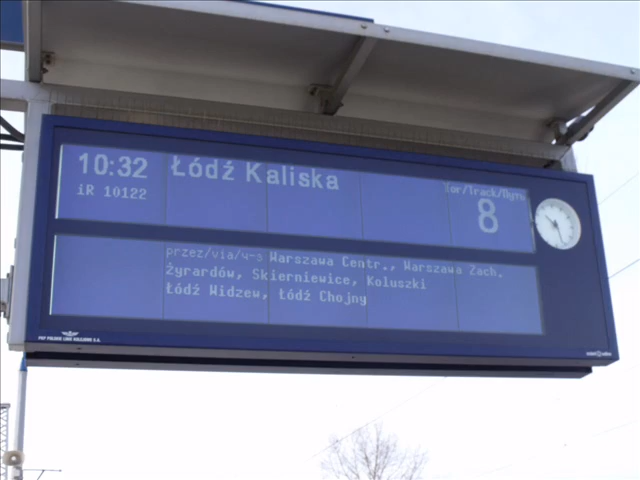 10:32 Łódź Kaliska
iR 10122
Tor/Track/Путь
8
przez/via/ч-з Warszawa Centr., Warszawa Zach.
Żyrardów, Skierniewice, Koluszki
Łódź Widzew, Łódź Chojny
PKP POLSKIE LINIE KOLEJOWE S.A.